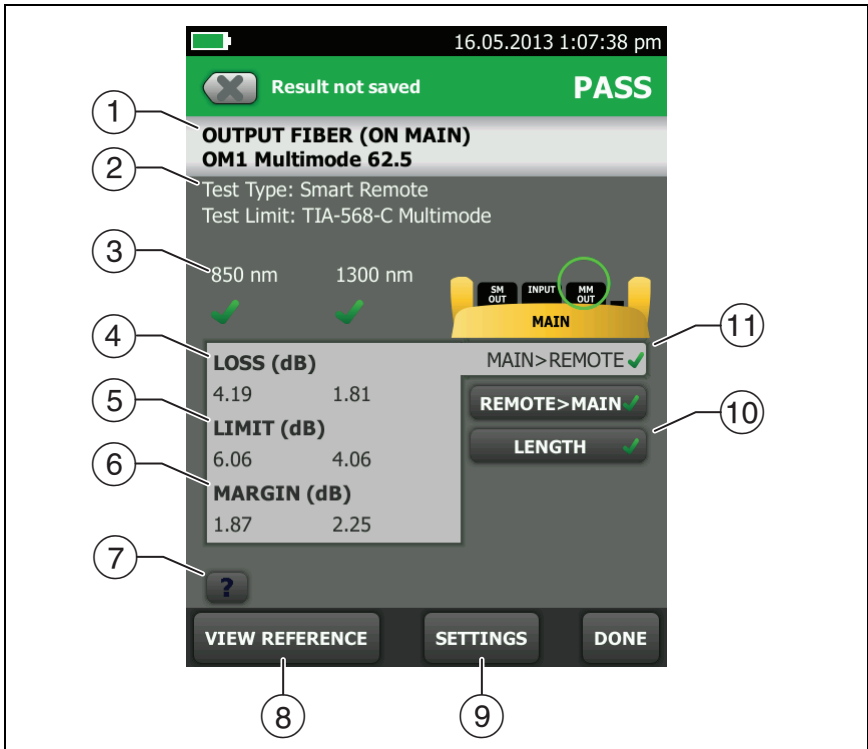 16.05.2013 1:07:38 pm
Result not saved PASS
1
OUTPUT FIBER (ON MAIN)
OM1 Multimode 62.5
2
Test Type: Smart Remote
Test Limit: TIA-568-C Multimode
3
850 nm 1300 nm
SM OUT INPUT MM OUT
MAIN
4
LOSS (dB)
4.19 1.81
5
LIMIT (dB)
6.06 4.06
6
MARGIN (dB)
1.87 2.25
MAIN>REMOTE
11
REMOTE>MAIN
LENGTH
10
7
?
VIEW REFERENCE SETTINGS DONE
8 9